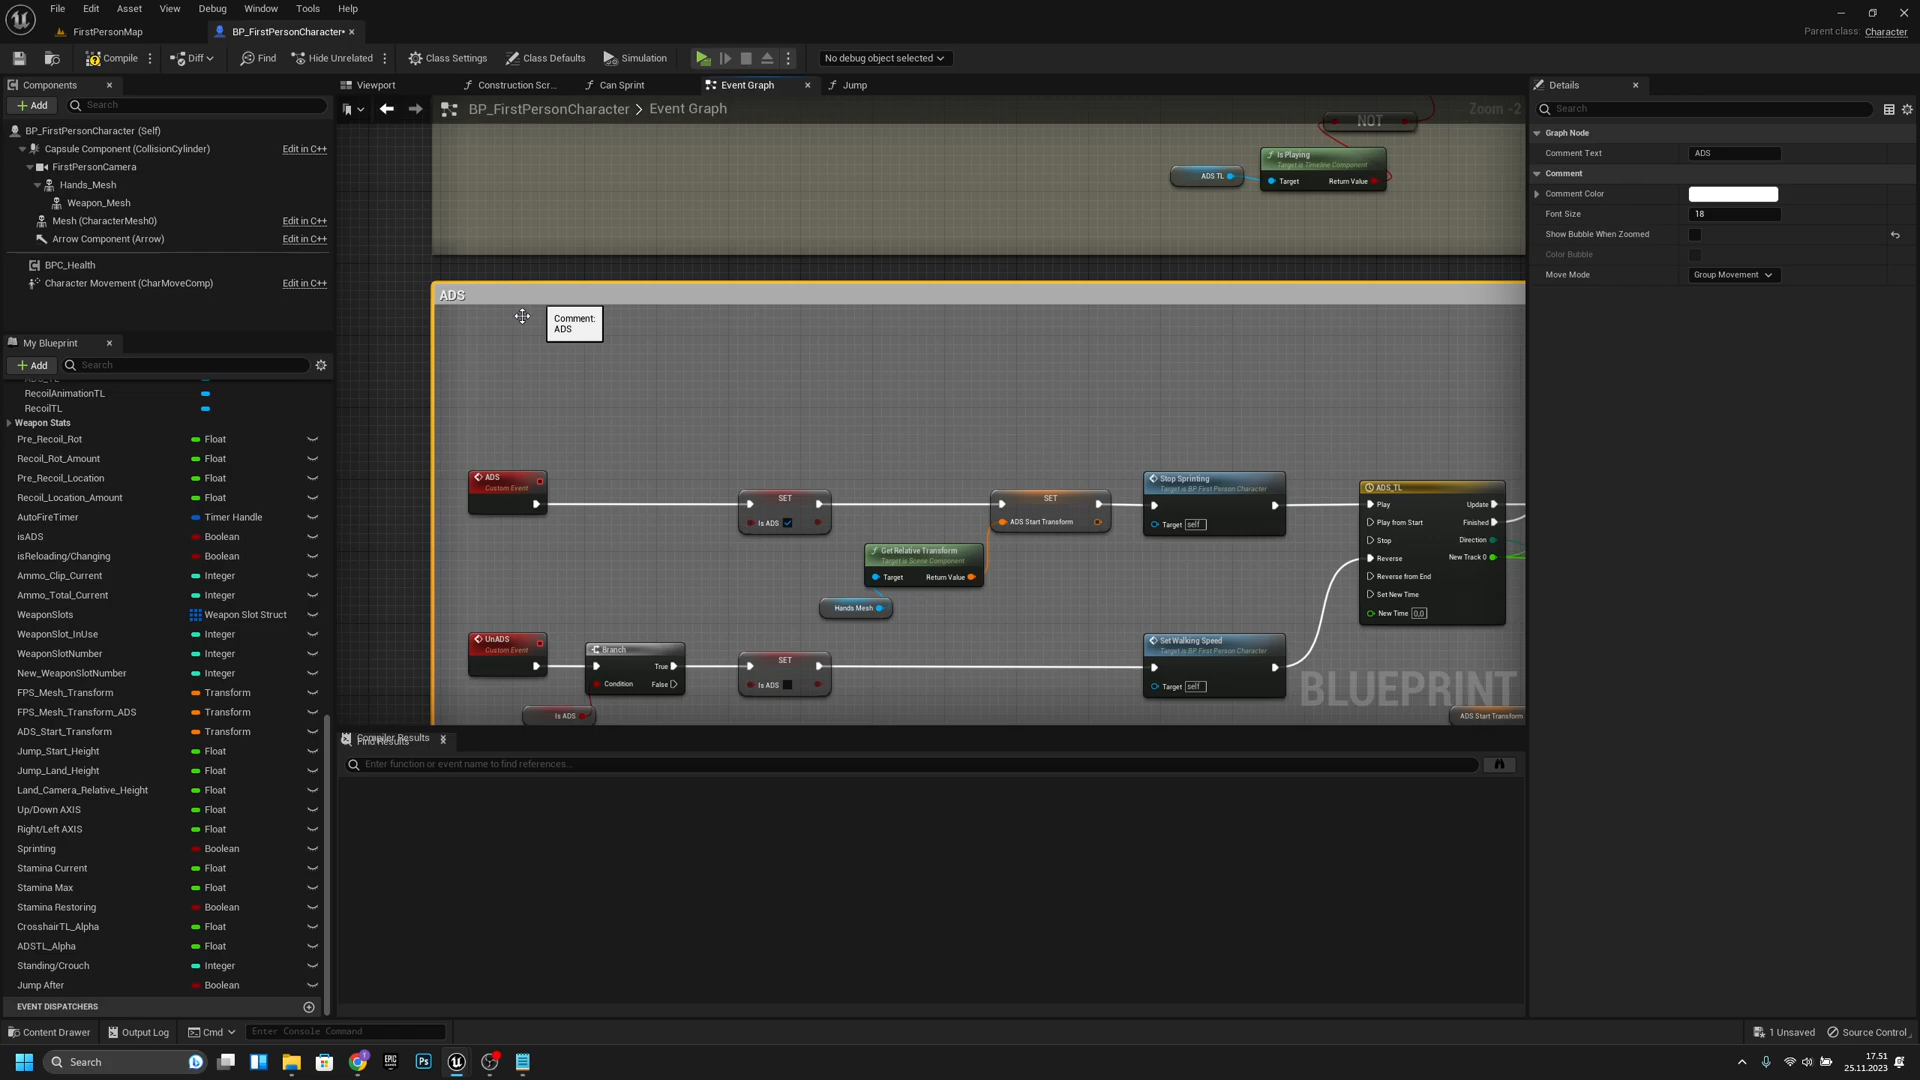 File Edit Asset View Debug Window Tools Help
FirstPersonMap
BP_FirstPersonCharacter•
Parent class: Character
Compile
Diff
Find
Hide Unrelated
Class Settings
Class Defaults
Simulation
No debug object selected
Components
Viewport
Construction Scr...
Can Sprint
Event Graph
Jump
Details
Add
Search
BP_FirstPersonCharacter > Event Graph
Zoom -2
Search
BP_FirstPersonCharacter (Self)
Capsule Component (CollisionCylinder) Edit in C++
FirstPersonCamera
Hands_Mesh
Weapon_Mesh
Mesh (CharacterMesh0) Edit in C++
Arrow Component (Arrow) Edit in C++
BPC_Health
Character Movement (CharMoveComp) Edit in C++
My Blueprint
Add
Search
RecoilAnimationTL
RecoilTL
Weapon Stats
Pre_Recoil_Rot Float
Recoil_Rot_Amount Float
Pre_Recoil_Location Float
Recoil_Location_Amount Float
AutoFireTimer Timer Handle
isADS Boolean
isReloading/Changing Boolean
Ammo_Clip_Current Integer
Ammo_Total_Current Integer
WeaponSlots Weapon Slot Struct
WeaponSlot_InUse Integer
WeaponSlotNumber Integer
New_WeaponSlotNumber Integer
FPS_Mesh_Transform Transform
FPS_Mesh_Transform_ADS Transform
ADS_Start_Transform Transform
Jump_Start_Height Float
Jump_Land_Height Float
Land_Camera_Relative_Height Float
Up/Down AXIS Float
Right/Left AXIS Float
Sprinting Boolean
Stamina Current Float
Stamina Max Float
Stamina Restoring Boolean
CrosshairTL_Alpha Float
ADSTL_Alpha Float
Standing/Crouch Integer
Jump After Boolean
EVENT DISPATCHERS
NOT
Is Playing
Target is Timeline Component
Target Return Value
ADS TL
ADS
Comment:
ADS
ADS
Custom Event
SET
Is ADS
SET
ADS Start Transform
Get Relative Transform
Target is Scene Component
Target Return Value
Hands Mesh
Stop Sprinting
Target is BP First Person Character
Target self
ADS_TL
Play Update
Play from Start Finished
Stop Direction
Reverse New Track 0
Reverse from End
Set New Time
New Time 0,0
UnADS
Custom Event
Branch
True
Condition False
Is ADS
SET
Is ADS
Set Walking Speed
Target is BP First Person Character
Target self
ADS Start Transform
BLUEPRINT
Compiler Results
Find Results
Enter function or event name to find references...
Graph Node
Comment Text ADS
Comment
Comment Color
Font Size 18
Show Bubble When Zoomed
Color Bubble
Move Mode Group Movement
Content Drawer
Output Log
Cmd
Enter Console Command
1 Unsaved
Source Control
Search
17.51
25.11.2023